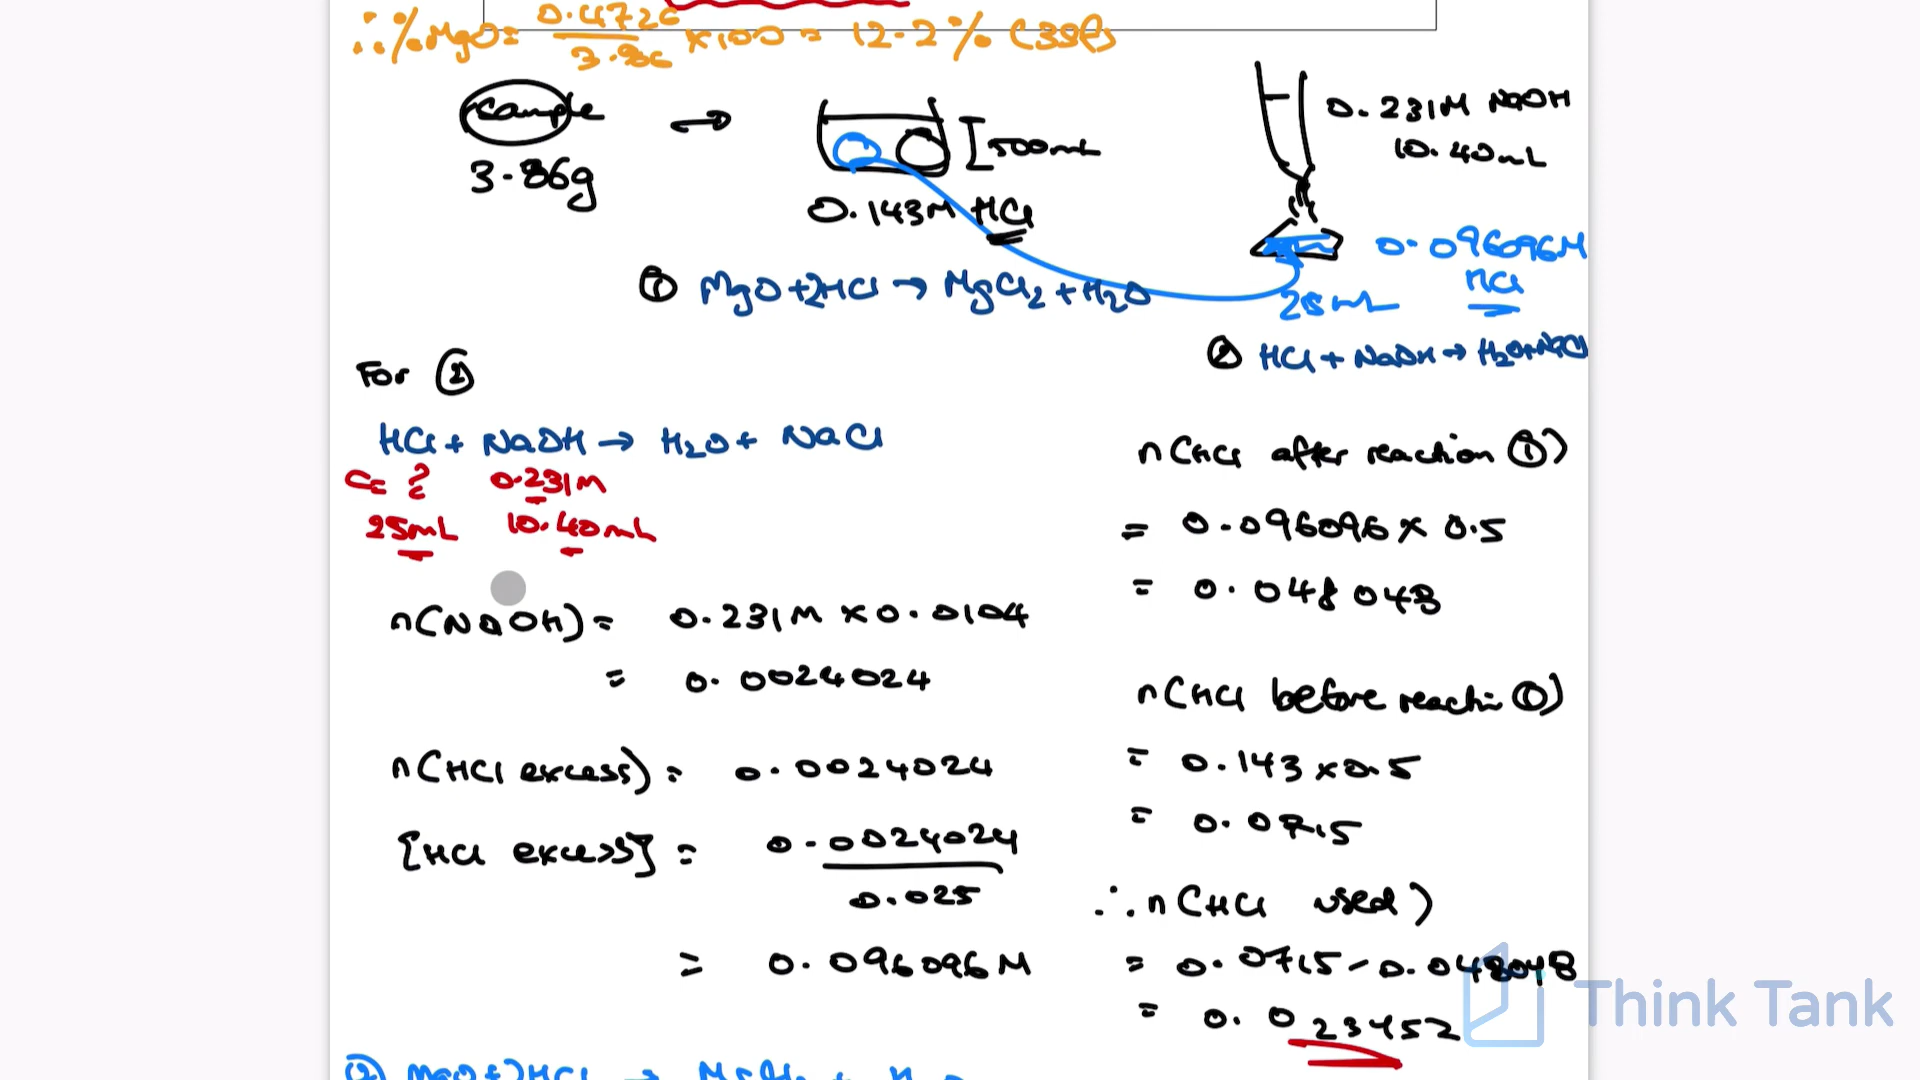 ∴ %MgO = 0.4726 / 3.86 × 100 = 12.2% (3SF)
sample → 500mL
3.86g
0.143M HCl
0.231M NaOH
10.40mL
0.096096M
HCl
25mL
① MgO + 2HCl → MgCl₂ + H₂O
② HCl + NaOH → H₂O + NaCl
For ②
HCl + NaOH → H₂O + NaCl
C = ? 0.231M
25mL 10.40mL
n(NaOH) = 0.231M × 0.0104
= 0.0024024
n(HCl excess) = 0.0024024
[HCl excess] = 0.0024024 / 0.025
= 0.096096M
n(HCl after reaction ①)
= 0.096096 × 0.5
= 0.048048
n(HCl before reactin ①)
= 0.143 × 0.5
= 0.0715
∴ n(HCl used)
= 0.0715 - 0.048048
= 0.023452
Think Tank